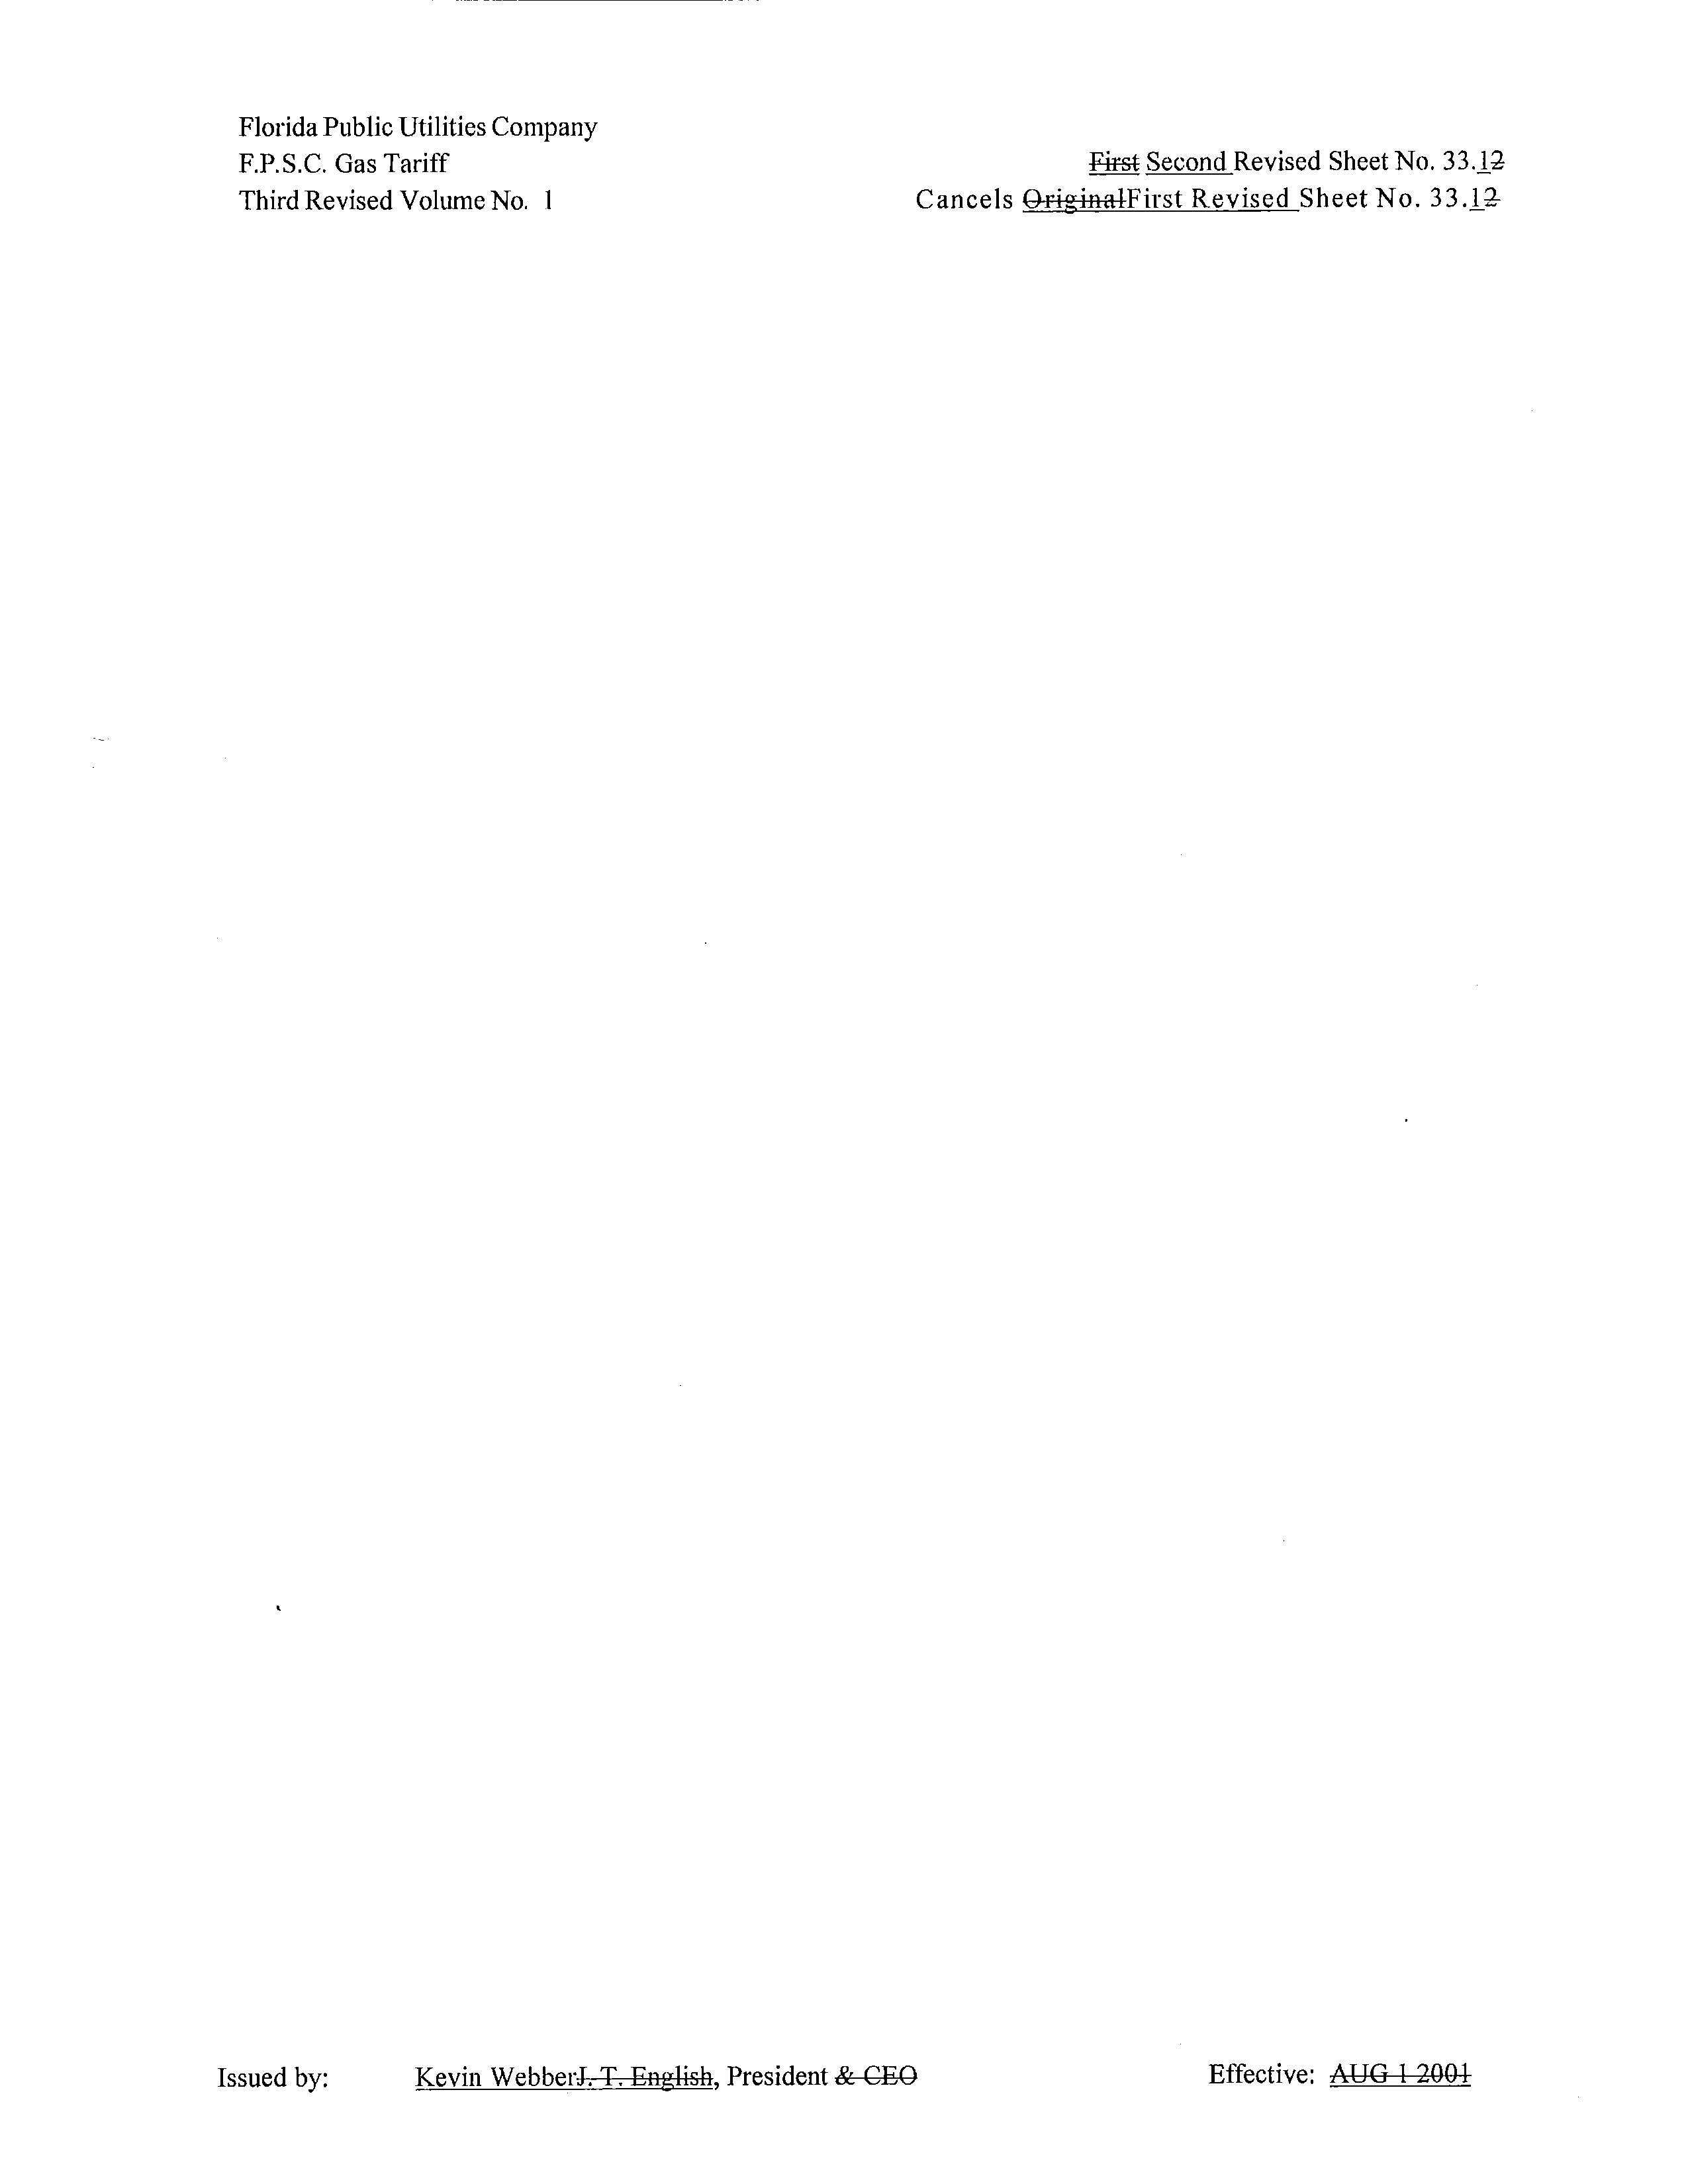 Florida Public Utilities Company
F.P.S.C. Gas Tariff
Third Revised Volume No. 1
First Second Revised Sheet No. 33.12
Cancels OriginalFirst Revised Sheet No. 33.12
Issued by: Kevin WebberJ. T. English, President & CEO
Effective: AUG 1 2001